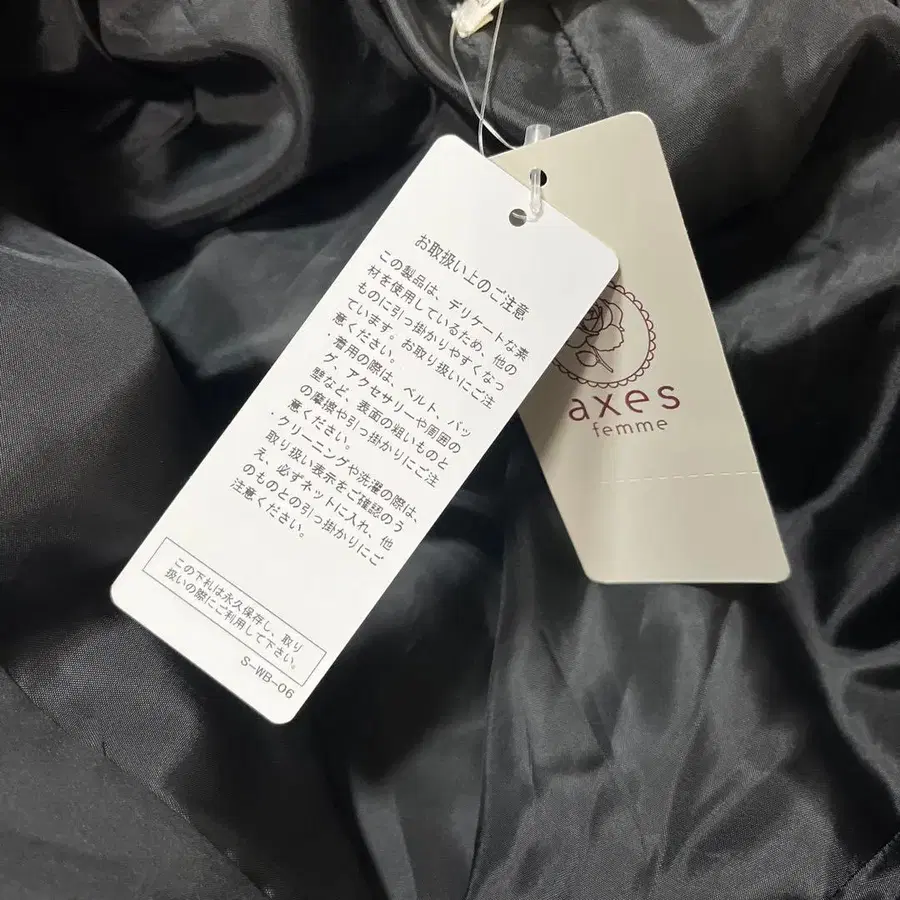 お取扱い上のご注意
この製品は、デリケートな素
材を使用しているため、他の
ものに引っ掛かりやすくなっ
ています。お取り扱いにご注
意ください。
・着用の際は、ベルト、バッ
グ、アクセサリーや周囲の
壁など、表面の粗いものと
の摩擦や引っ掛かりにご注
意ください。
・クリーニングや洗濯の際は、
取り扱い表示をご確認のう
え、必ずネットに入れ、他
のものとの引っ掛かりにご
注意ください。
この下札は永久保存し、取り
扱いの際にご利用して下さい。
S-WB-06
axes
femme